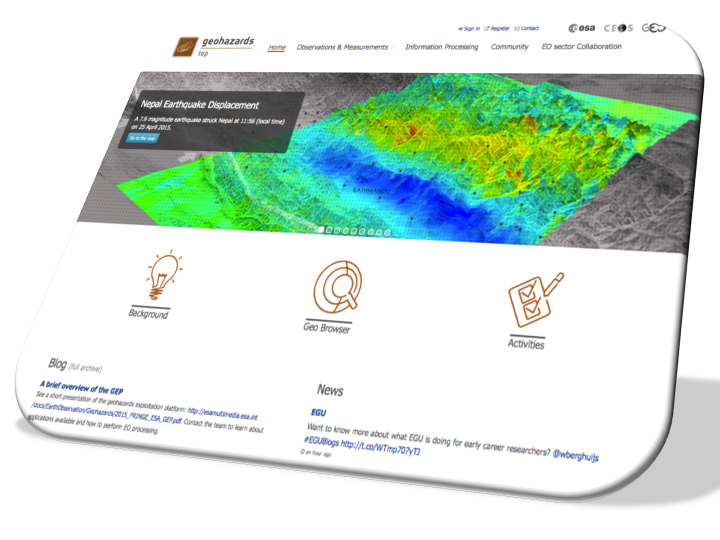 Sign in Register Contact
esa CEOS GEO
geohazards
tep
Home Observations & Measurements Information Processing Community EO sector Collaboration
Nepal Earthquake Displacement
A 7.9 magnitude earthquake struck Nepal at 11:56 (local time)
on 25 April 2015.
Go to the map
KATHMANDU
Background
Geo Browser
Activities
Blog (full archive)
A brief overview of the GEP
See a short presentation of the geohazards exploitation platform: http://esamultimedia.esa.int
/docs/EarthObservation/Geohazards/2015_FRINGE_ESA_GEP.pdf. Contact the team to learn about
applications available and how to perform EO processing.
News
EGU
Want to know more about what EGU is doing for early career researchers? @wberghuijs
#EGUBlogs http://t.co/WTmp707yTJ
an hour ago